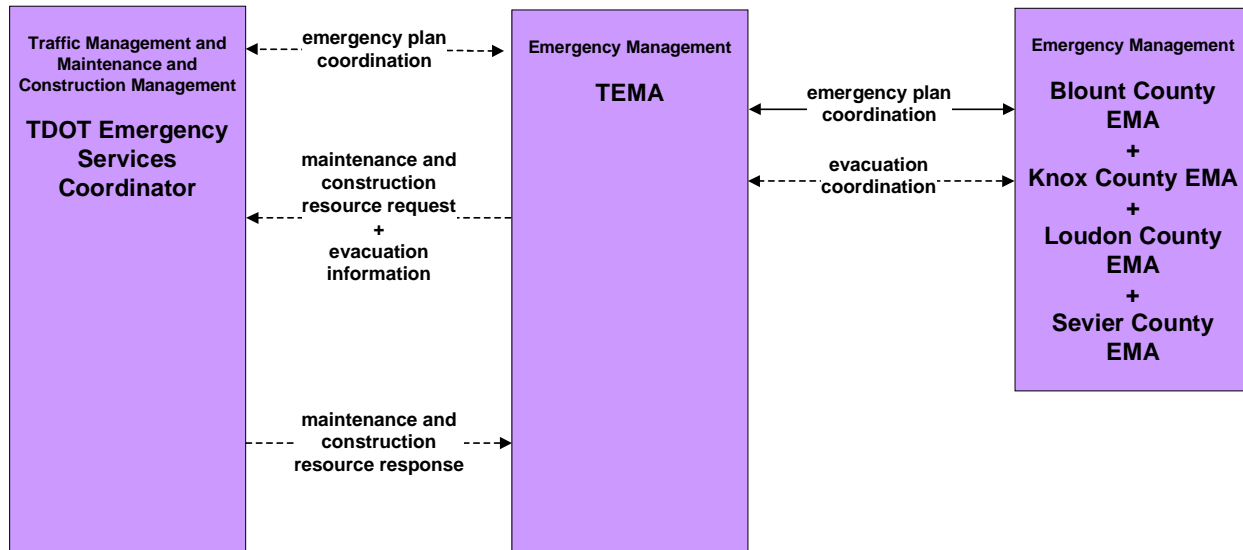 Traffic Management and
Maintenance and
Construction Management
TDOT Emergency
Services
Coordinator
emergency plan
coordination
maintenance and
construction
resource request
+
evacuation
information
maintenance and
construction
resource response
Emergency Management
TEMA
emergency plan
coordination
evacuation
coordination
Emergency Management
Blount County
EMA
+
Knox County EMA
+
Loudon County
EMA
+
Sevier County
EMA